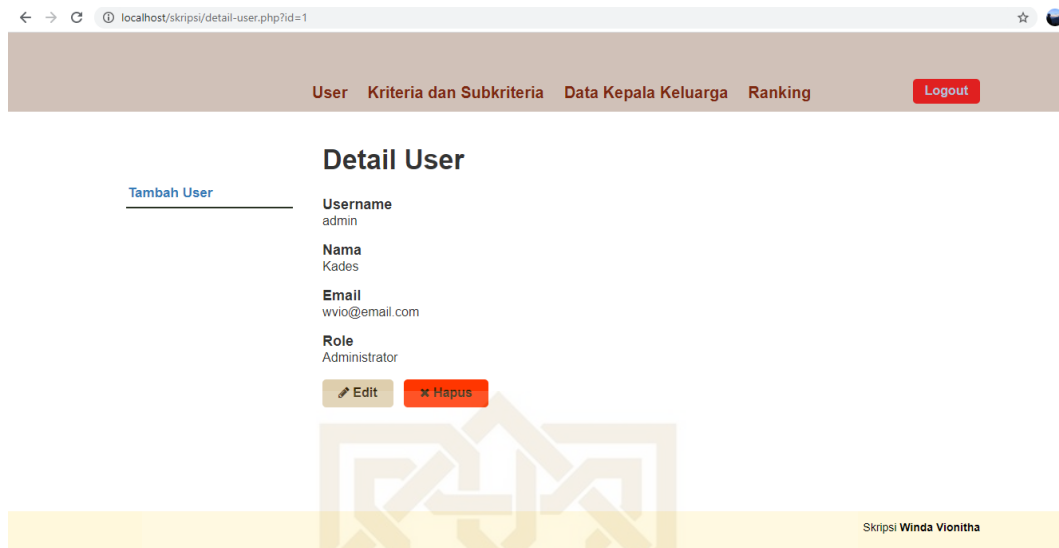 localhost/skripsi/detail-user.php?id=1
User Kriteria dan Subkriteria Data Kepala Keluarga Ranking Logout
Detail User
Tambah User
Username
admin
Nama
Kades
Email
wvio@email.com
Role
Administrator
Edit Hapus
Skripsi Winda Vionitha